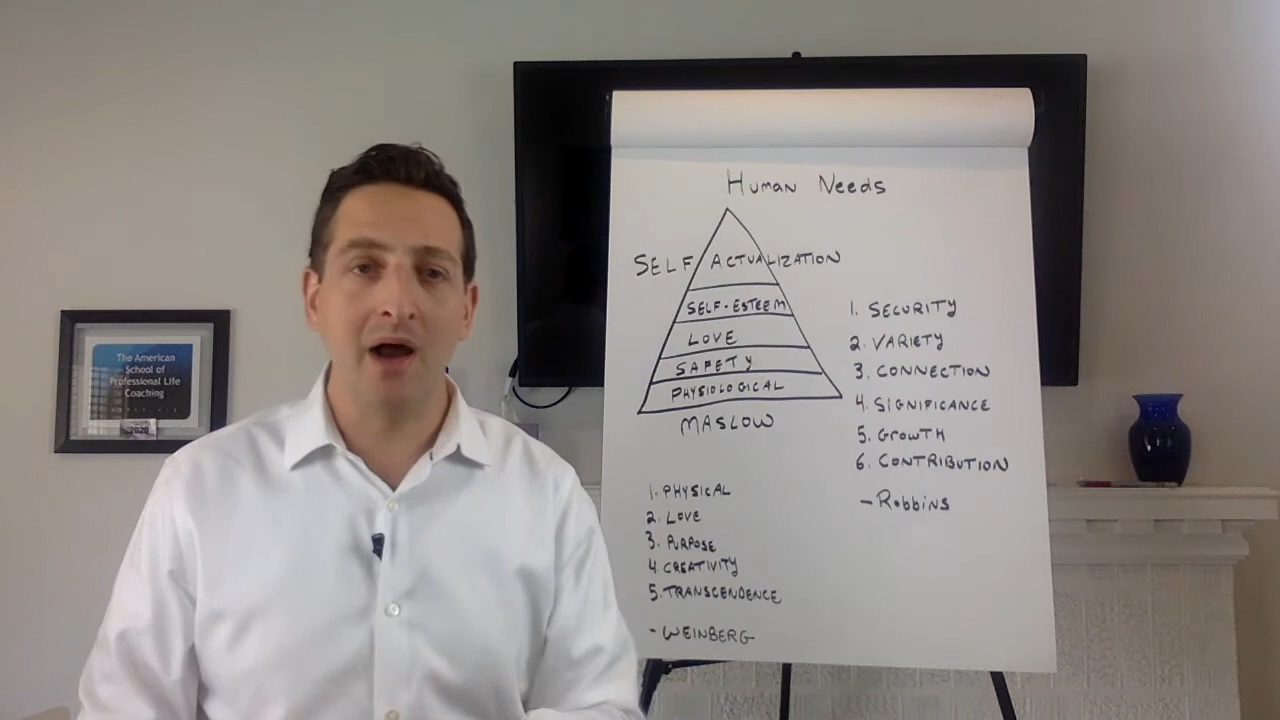 Human Needs
SELF ACTUALIZATION
SELF-ESTEEM
LOVE
SAFETY
PHYSIOLOGICAL
MASLOW
1. SECURITY
2. VARIETY
3. CONNECTION
4. SIGNIFICANCE
5. GROWTH
6. CONTRIBUTION
- Robbins
1. PHYSICAL
2. LOVE
3. PURPOSE
4. CREATIVITY
5. TRANSCENDENCE
- WEINBERG
The American
School of
Professional Life
Coaching
2020